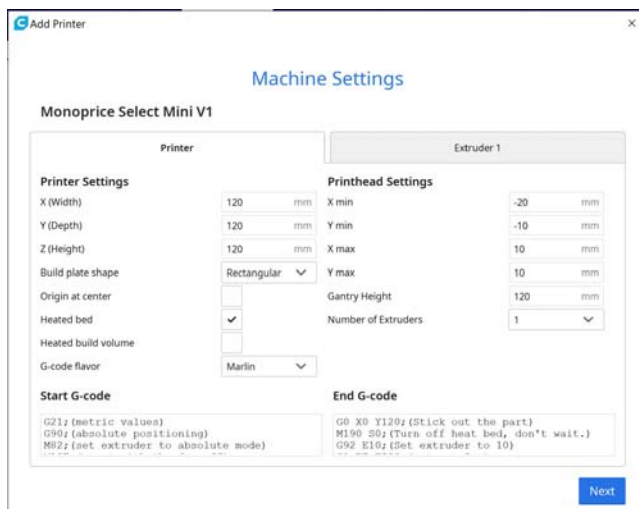 Add Printer
Machine Settings
Monoprice Select Mini V1
Printer
Extruder 1
Printer Settings
X (Width) 120 mm
Y (Depth) 120 mm
Z (Height) 120 mm
Build plate shape Rectangular
Origin at center
Heated bed
Heated build volume
G-code flavor Marlin
Printhead Settings
X min -20 mm
Y min -10 mm
X max 10 mm
Y max 10 mm
Gantry Height 120 mm
Number of Extruders 1
Start G-code
G21;(metric values)
G90;(absolute positioning)
M82;(set extruder to absolute mode)
End G-code
G0 X0 Y120;(Stick out the part)
M190 S0;(Turn off heat bed, don't wait.)
G92 E10;(Set extruder to 10)
Next